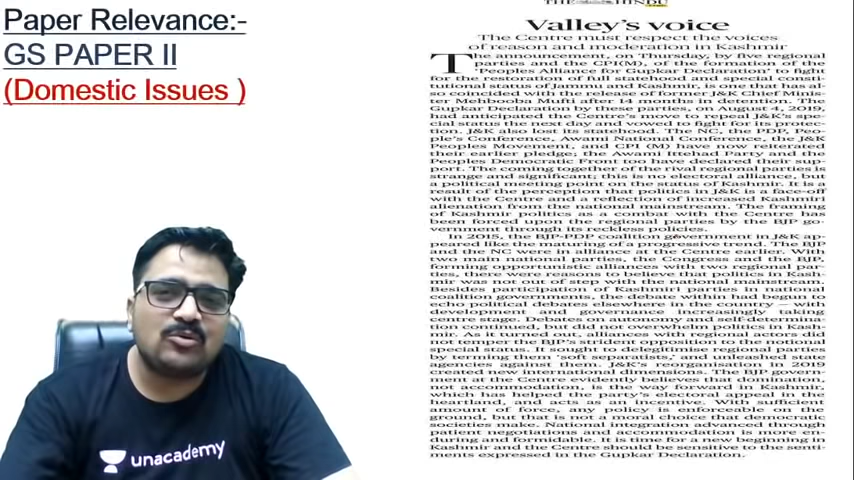 Paper Relevance:-
GS PAPER II
(Domestic Issues )
THE HINDU
Valley's voice
The Centre must respect the voices
of reason and moderation in Kashmir
The announcement, on Thursday, by five regional
parties and the CPI(M), of the formation of the
'Peoples Alliance for Gupkar Declaration' to fight
for the restoration of full statehood and special consti-
tutional status of Jammu and Kashmir, is one that has al-
so coincided with the release of former J&K Chief Minis-
ter Mehbooba Mufti after 14 months in detention. The
Gupkar Declaration by these parties, on August 4, 2019,
had anticipated the Centre's move to repeal J&K's spe-
cial status the next day and vowed to fight for its protec-
tion. J&K also lost its statehood. The NC, the PDP, Peo-
ple's Conference, Awami National Conference, the J&K
Peoples Movement, and CPI (M) have now reiterated
their earlier pledge; the Awami Ittehad Party and the
Peoples Democratic Front too have declared their sup-
port. The coming together of the rival regional parties is
strange and significant; this is no electoral alliance, but
a political meeting point on the status of Kashmir. It is a
result of the perception that politics in J&K is a face-off
with the Centre and a reflection of increased Kashmiri
alienation from the national mainstream. The framing
of Kashmir politics as a combat with the Centre has
been forced upon the regional parties by the BJP go-
vernment through its reckless policies.
In 2015, the BJP-PDP coalition government in J&K ap-
peared like the maturing of a progressive trend. The BJP
and the NC were in alliance at the Centre earlier. With
two main national parties, the Congress and the BJP,
forming opportunistic alliances with two regional par-
ties, there were reasons to believe that politics in Kash-
mir was not out of step with the national mainstream.
Besides participation of Kashmiri parties in national
coalition governments, the debate within had begun to
echo political debates elsewhere in the country — with
development and governance increasingly taking
centre stage. Debates on autonomy and self-determina-
tion continued, but did not overwhelm politics in Kash-
mir. As it turned out, alliances with regional actors did
not temper the BJP's strident opposition to the notional
special status. It sought to delegitimise regional parties
by terming them 'soft separatists,' and unleashed state
agencies against them. J&K's reorganisation in 2019
created new international dimensions. The BJP govern-
ment at the Centre evidently believes that domination,
not accommodation, is the way forward in Kashmir,
which has helped the party's electoral appeal in the
heartland, and acts as an incentive. With sufficient
amount of force, any policy is enforceable on the
ground, but that is not a moral choice that democratic
societies make. National integration advanced through
patient negotiations and accommodation is more en-
during and formidable. It is time for a new beginning in
Kashmir and the Centre should be sensitive to the senti-
ments expressed in the Gupkar Declaration.
unacademy